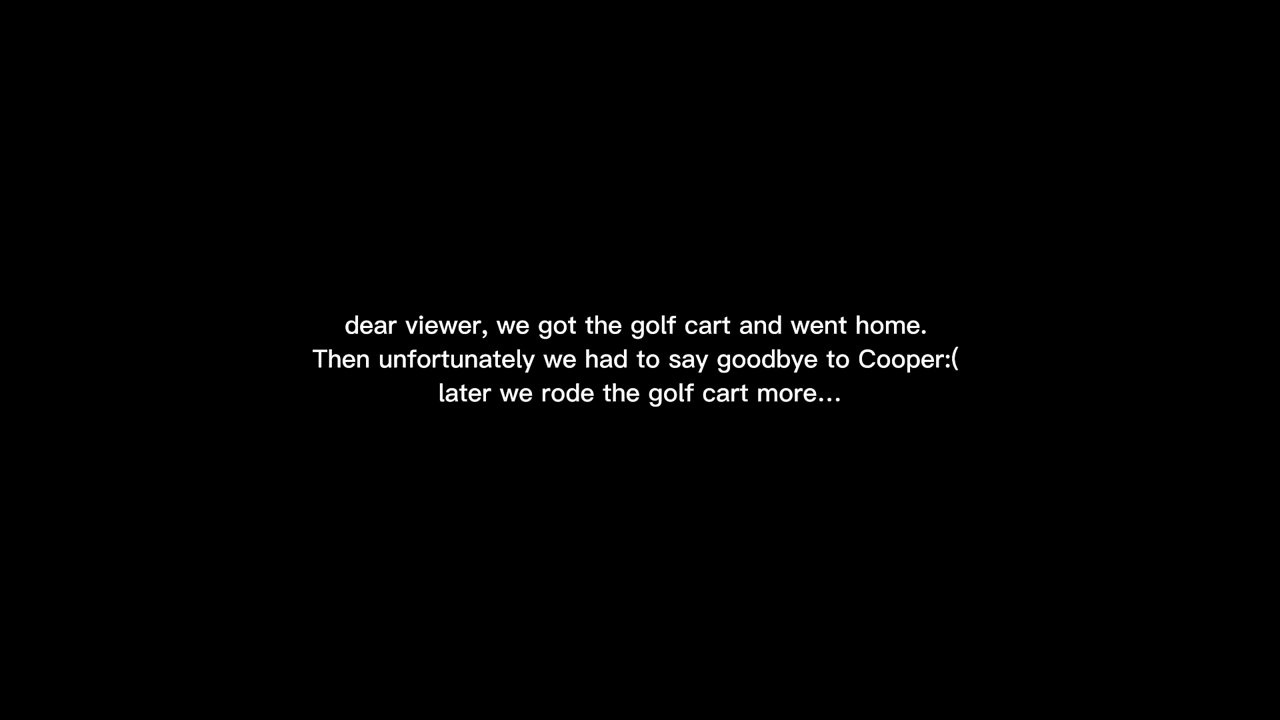 dear viewer, we got the golf cart and went home.
Then unfortunately we had to say goodbye to Cooper:(
later we rode the golf cart more...